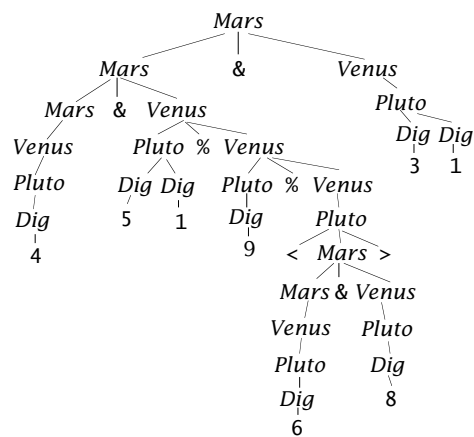 Mars
Mars & Venus
Mars & Venus Pluto
Venus Pluto % Venus Dig Dig
Pluto Dig Dig Pluto % Venus 3 1
Dig 5 1 Dig Pluto
4 9 < Mars >
Mars & Venus
Venus Pluto
Pluto Dig
Dig 8
6